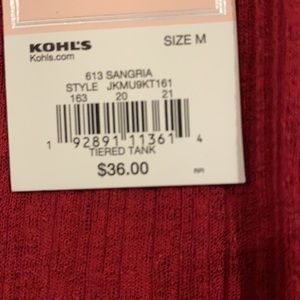 KOHL'S SIZE M
Kohls.com
613 SANGRIA
STYLE JKMU9KT161
163 20 21
1 92891 11361 4
TIERED TANK
$36.00 RPI